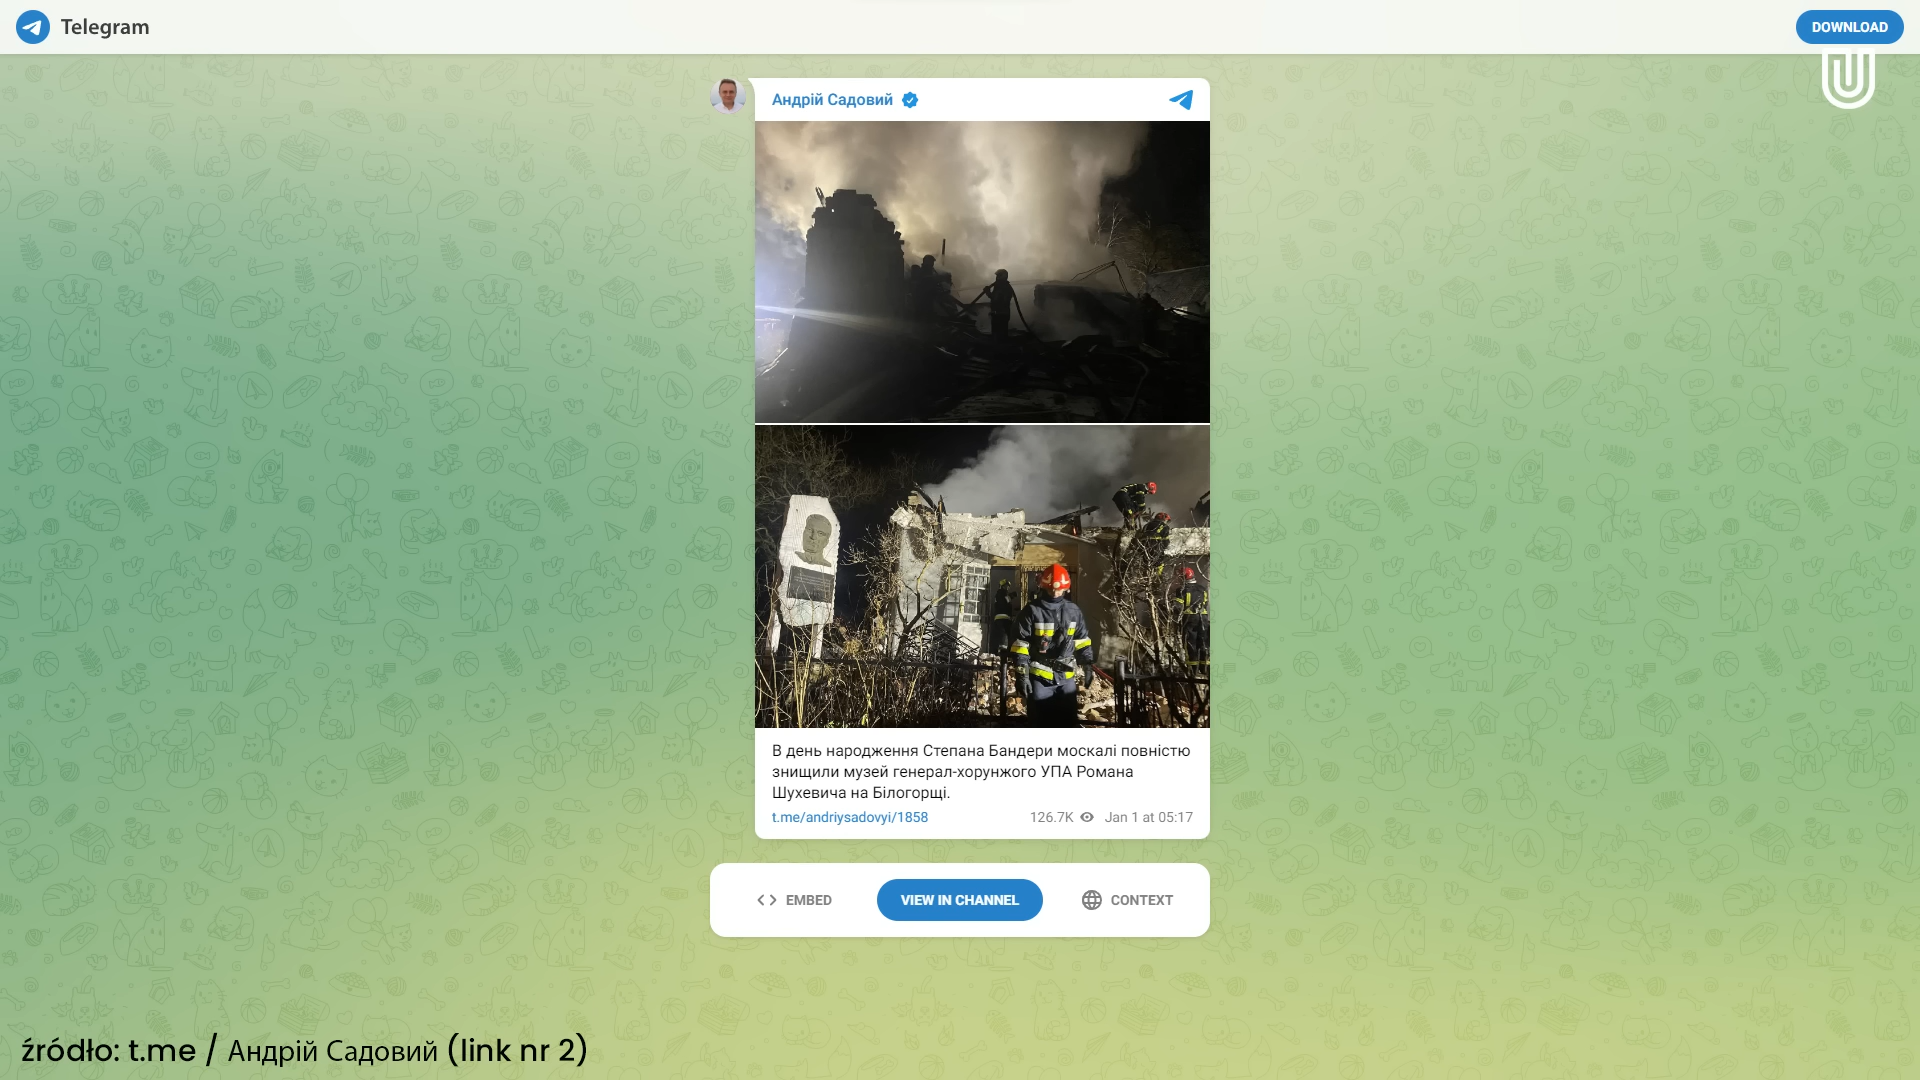 Telegram
DOWNLOAD
Андрій Садовий
В день народження Степана Бандери москалі повністю
знищили музей генерал-хорунжого УПА Романа
Шухевича на Білогорщі.
t.me/andriysadovyi/1858
126.7K Jan 1 at 05:17
EMBED
VIEW IN CHANNEL
CONTEXT
źródło: t.me / Андрій Садовий (link nr 2)